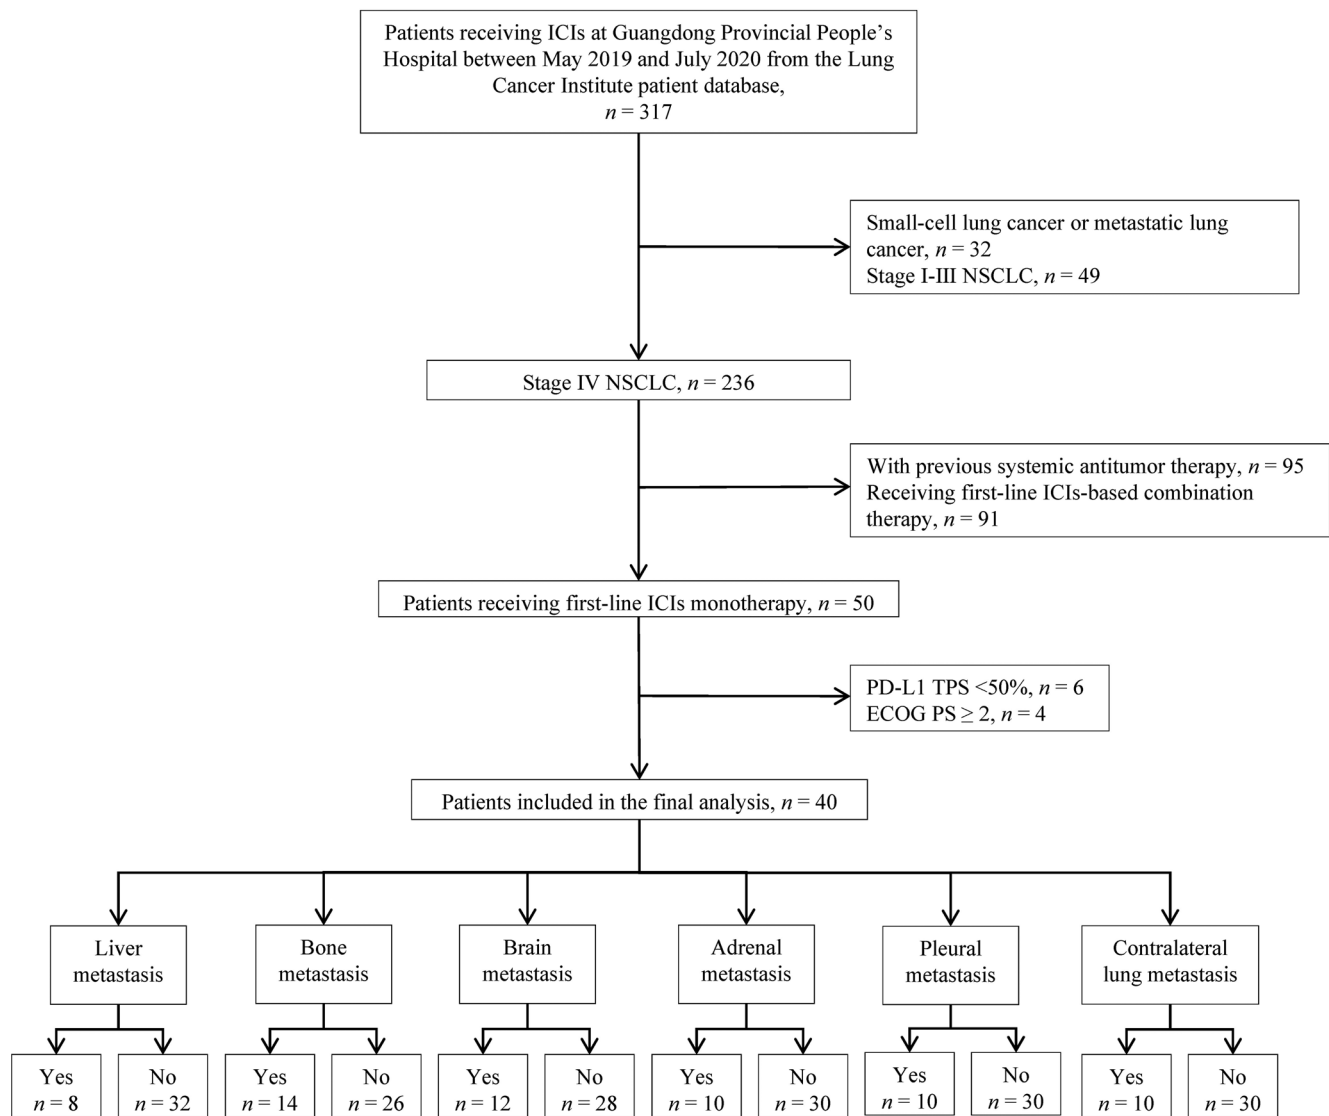 Patients receiving ICIs at Guangdong Provincial People’s
Hospital between May 2019 and July 2020 from the Lung
Cancer Institute patient database,
n = 317
Small-cell lung cancer or metastatic lung
cancer, n = 32
Stage I-III NSCLC, n = 49
Stage IV NSCLC, n = 236
With previous systemic antitumor therapy, n = 95
Receiving first-line ICIs-based combination
therapy, n = 91
Patients receiving first-line ICIs monotherapy, n = 50
PD-L1 TPS <50%, n = 6
ECOG PS ≥ 2, n = 4
Patients included in the final analysis, n = 40
Liver
metastasis
Bone
metastasis
Brain
metastasis
Adrenal
metastasis
Pleural
metastasis
Contralateral
lung metastasis
Yes
n = 8
No
n = 32
Yes
n = 14
No
n = 26
Yes
n = 12
No
n = 28
Yes
n = 10
No
n = 30
Yes
n = 10
No
n = 30
Yes
n = 10
No
n = 30